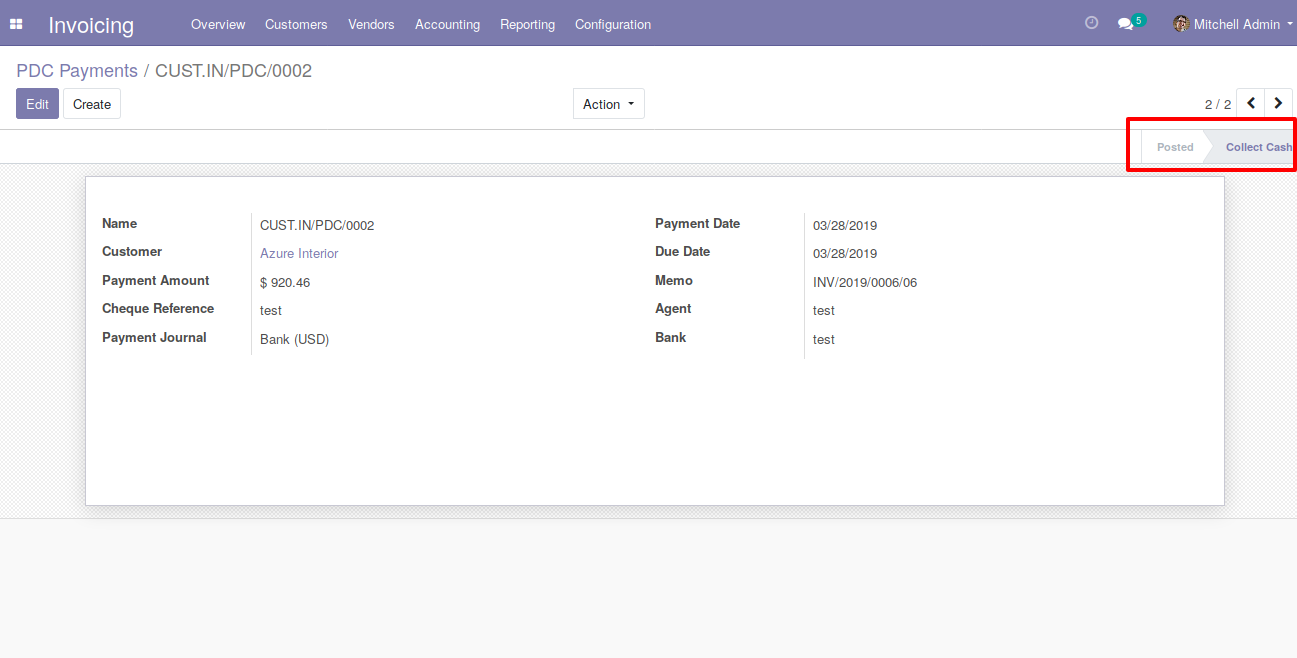 Invoicing Overview Customers Vendors Accounting Reporting Configuration 5 Mitchell Admin
PDC Payments / CUST.IN/PDC/0002
Edit Create Action 2 / 2
Posted Collect Cash
Name CUST.IN/PDC/0002 Payment Date 03/28/2019
Customer Azure Interior Due Date 03/28/2019
Payment Amount $ 920.46 Memo INV/2019/0006/06
Cheque Reference test Agent test
Payment Journal Bank (USD) Bank test